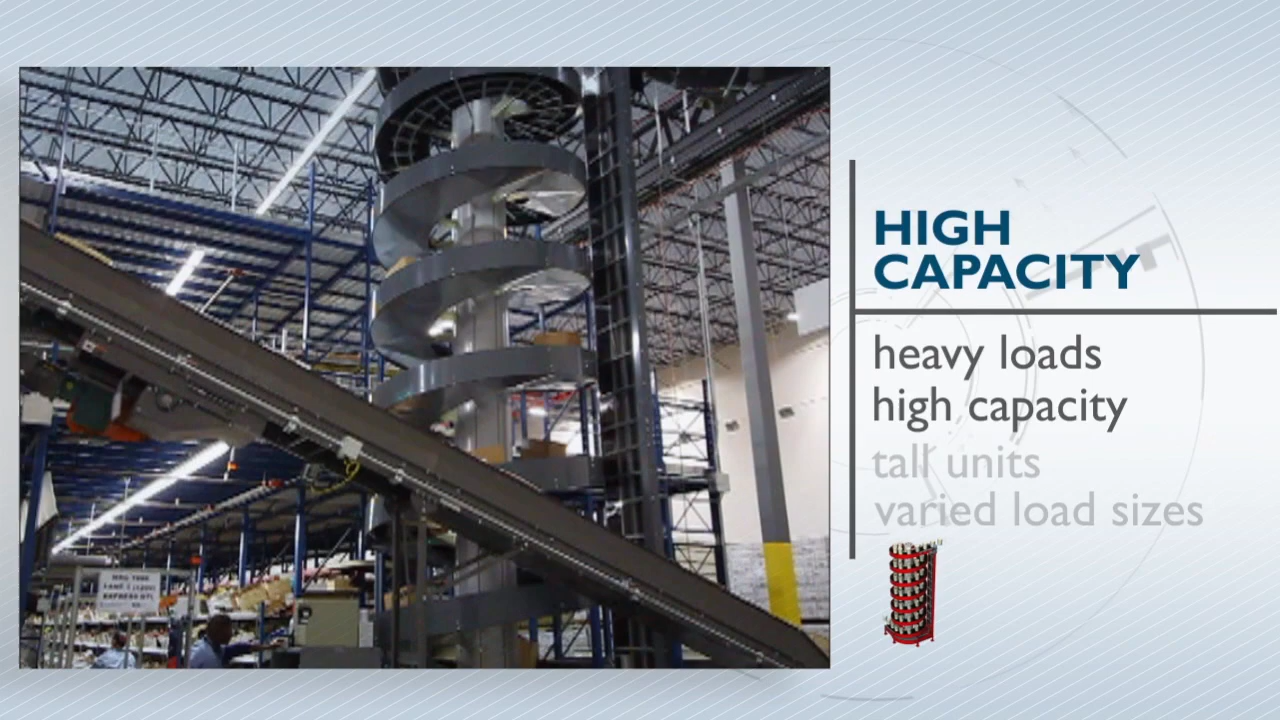 HIGH
CAPACITY
heavy loads
high capacity
tall units
varied load sizes